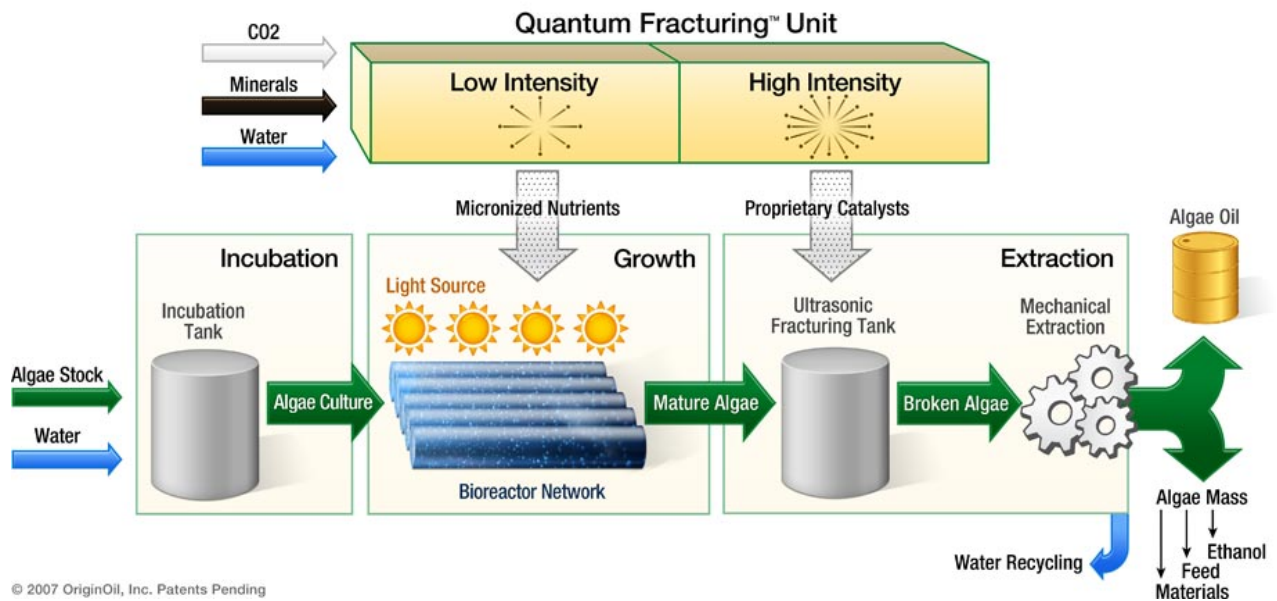 Quantum Fracturing™ Unit
CO2
Minerals
Water
Low Intensity
High Intensity
Micronized Nutrients
Proprietary Catalysts
Algae Oil
Incubation
Growth
Extraction
Light Source
Incubation
Tank
Ultrasonic
Fracturing Tank
Mechanical
Extraction
Algae Stock
Water
Algae Culture
Mature Algae
Broken Algae
Bioreactor Network
Algae Mass
Ethanol
Feed
Materials
Water Recycling
© 2007 OriginOil, Inc. Patents Pending